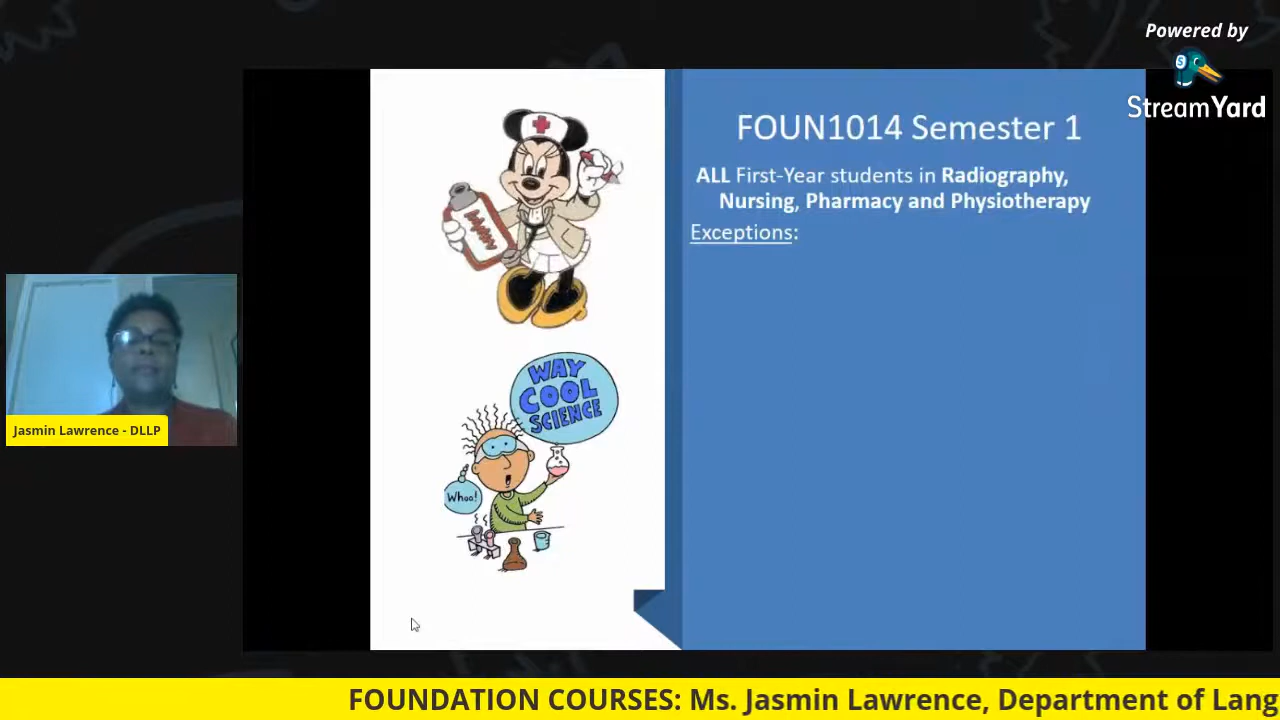 Powered by
StreamYard
FOUN1014 Semester 1
ALL First-Year students in Radiography,
Nursing, Pharmacy and Physiotherapy
Exceptions:
WAY
COOL
SCIENCE
Whoo!
Jasmin Lawrence - DLLP
FOUNDATION COURSES: Ms. Jasmin Lawrence, Department of Lang